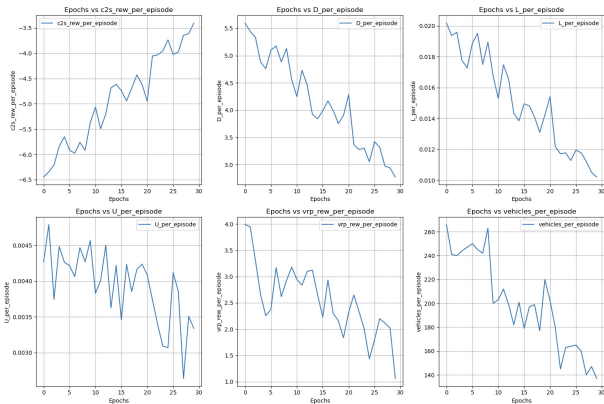 Epochs vs c2s_rew_per_episode
c2s_rew_per_episode
-3.5
-4.0
-4.5
-5.0
-5.5
-6.0
-6.5
c2s_rew_per_episode
0 5 10 15 20 25 30
Epochs
Epochs vs D_per_episode
D_per_episode
5.5
5.0
4.5
4.0
3.5
3.0
D_per_episode
0 5 10 15 20 25 30
Epochs
Epochs vs L_per_episode
L_per_episode
0.020
0.018
0.016
0.014
0.012
0.010
L_per_episode
0 5 10 15 20 25 30
Epochs
Epochs vs U_per_episode
U_per_episode
0.0045
0.0040
0.0035
0.0030
U_per_episode
0 5 10 15 20 25 30
Epochs
Epochs vs vrp_rew_per_episode
vrp_rew_per_episode
4.0
3.5
3.0
2.5
2.0
1.5
1.0
vrp_rew_per_episode
0 5 10 15 20 25 30
Epochs
Epochs vs vehicles_per_episode
vehicles_per_episode
260
240
220
200
180
160
140
vehicles_per_episode
0 5 10 15 20 25 30
Epochs